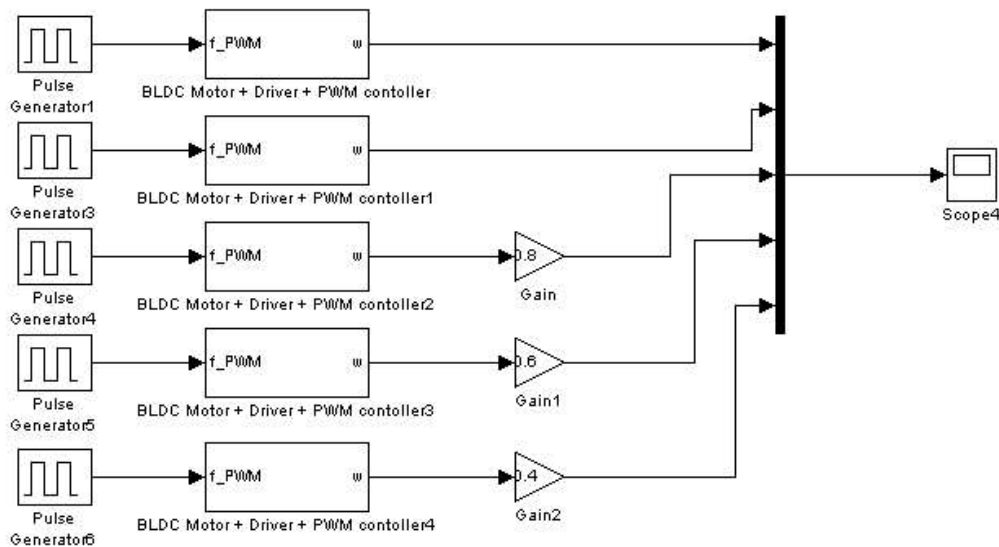 f_PWM
w
Pulse
Generator1
BLDC Motor + Driver + PWM contoller
f_PWM
w
Pulse
Generator3
BLDC Motor + Driver + PWM contoller1
Scope4
f_PWM
w
0.8
Pulse
Generator4
BLDC Motor + Driver + PWM contoller2
Gain
f_PWM
w
0.6
Pulse
Generator5
BLDC Motor + Driver + PWM contoller3
Gain1
f_PWM
w
0.4
Pulse
Generator6
BLDC Motor + Driver + PWM contoller4
Gain2